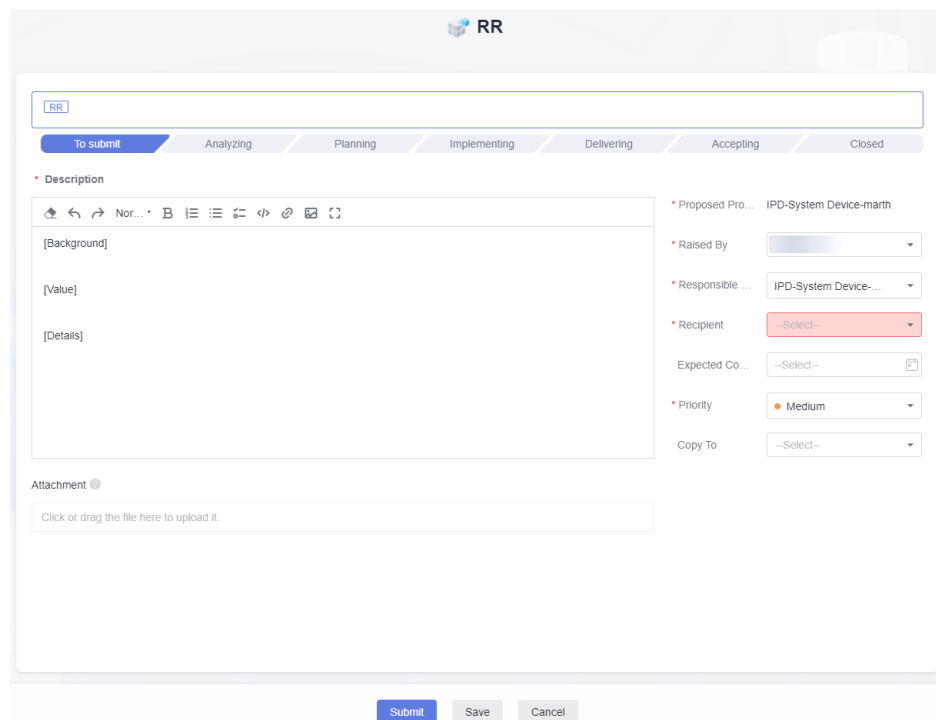 RR
RR
To submit Analyzing Planning Implementing Delivering Accepting Closed
* Description
Nor...
[Background]
[Value]
[Details]
* Proposed Pro... IPD-System Device-marth
* Raised By
* Responsible ... IPD-System Device-...
* Recipient --Select--
Expected Co... --Select--
* Priority Medium
Copy To --Select--
Attachment
Click or drag the file here to upload it.
Submit Save Cancel